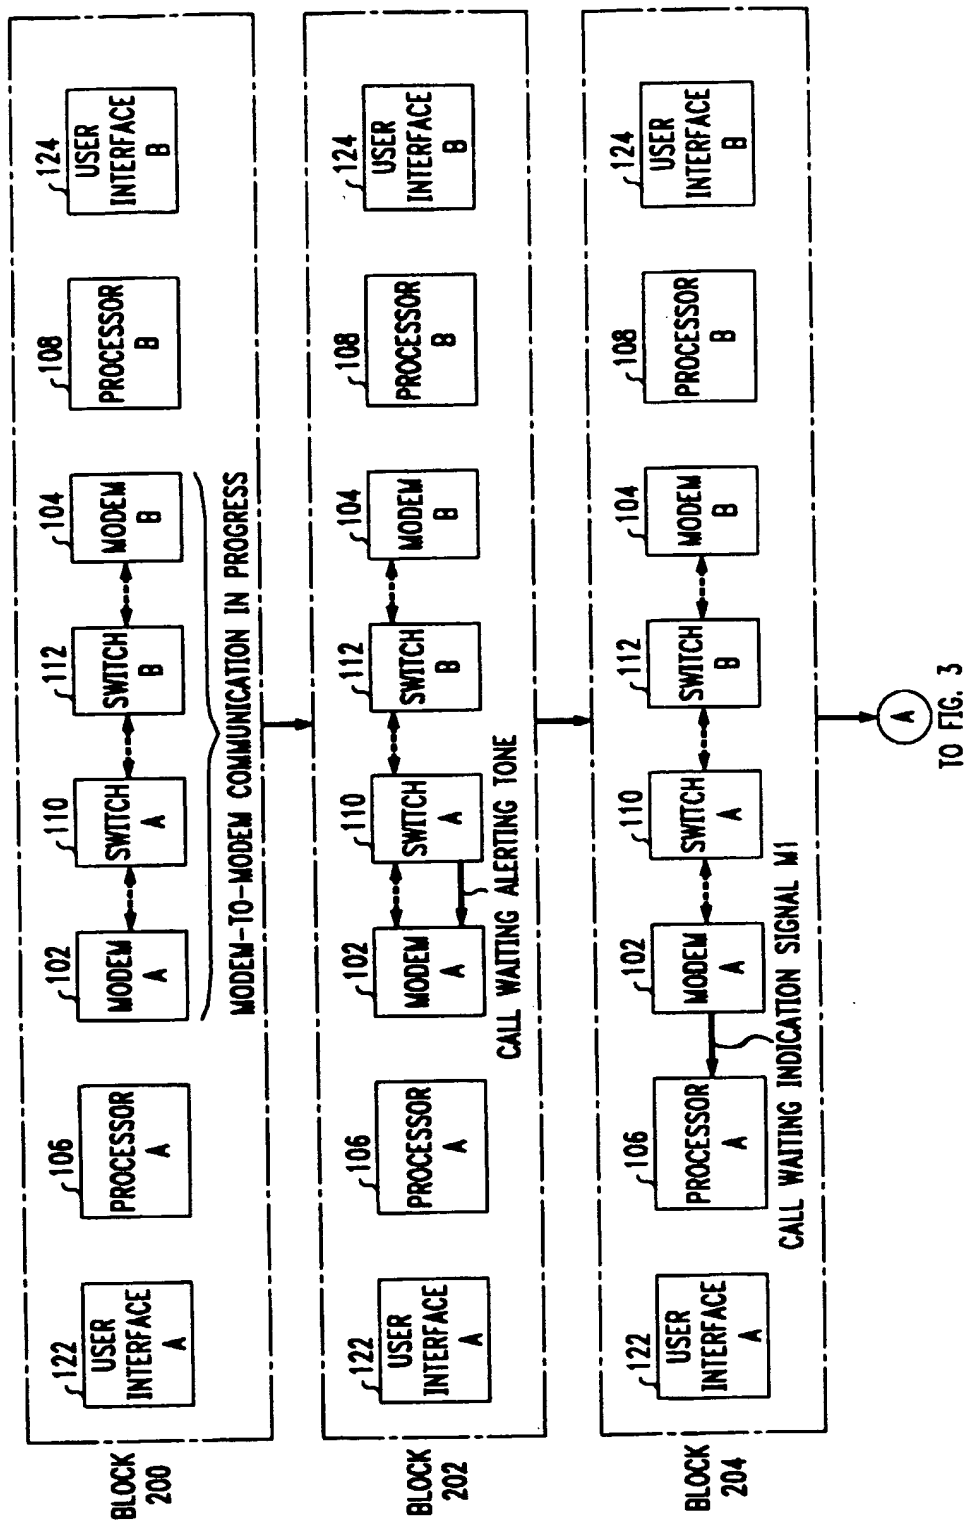 BLOCK
200
122
USER
INTERFACE
A
106
PROCESSOR
A
102
MODEM
A
110
SWITCH
A
112
SWITCH
B
104
MODEM
B
108
PROCESSOR
B
124
USER
INTERFACE
B
MODEM-TO-MODEM COMMUNICATION IN PROGRESS
BLOCK
202
122
USER
INTERFACE
A
106
PROCESSOR
A
102
MODEM
A
110
SWITCH
A
112
SWITCH
B
104
MODEM
B
108
PROCESSOR
B
124
USER
INTERFACE
B
CALL WAITING ALERTING TONE
BLOCK
204
122
USER
INTERFACE
A
106
PROCESSOR
A
102
MODEM
A
110
SWITCH
A
112
SWITCH
B
104
MODEM
B
108
PROCESSOR
B
124
USER
INTERFACE
B
CALL WAITING INDICATION SIGNAL M1
A
TO FIG. 3